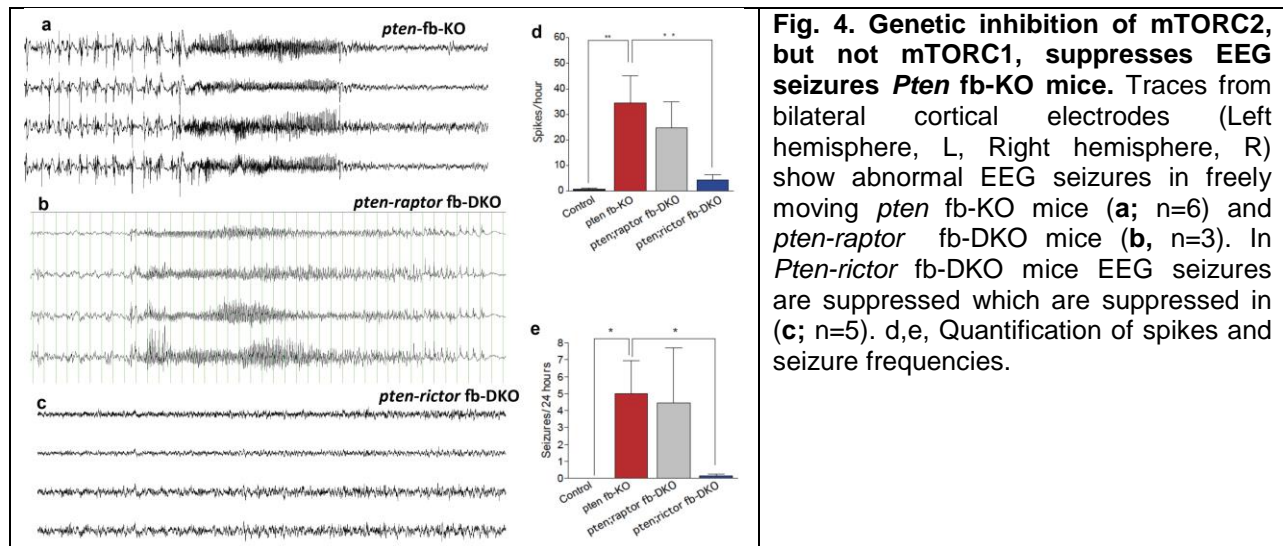 a
pten-fb-KO
b
pten-raptor fb-DKO
c
pten-rictor fb-DKO
d
**
* *
60
50
40
30
20
10
0
Spikes/hour
Control
pten fb-KO
pten;raptor fb-DKO
pten;rictor fb-DKO
e
*
*
8
7
6
5
4
3
2
1
0
Seizures/24 hours
Control
pten fb-KO
pten;raptor fb-DKO
pten;rictor fb-DKO
Fig. 4. Genetic inhibition of mTORC2,
but not mTORC1, suppresses EEG
seizures Pten fb-KO mice. Traces from
bilateral cortical electrodes (Left
hemisphere, L, Right hemisphere, R)
show abnormal EEG seizures in freely
moving pten fb-KO mice (a; n=6) and
pten-raptor fb-DKO mice (b, n=3). In
Pten-rictor fb-DKO mice EEG seizures
are suppressed which are suppressed in
(c; n=5). d,e, Quantification of spikes and
seizure frequencies.